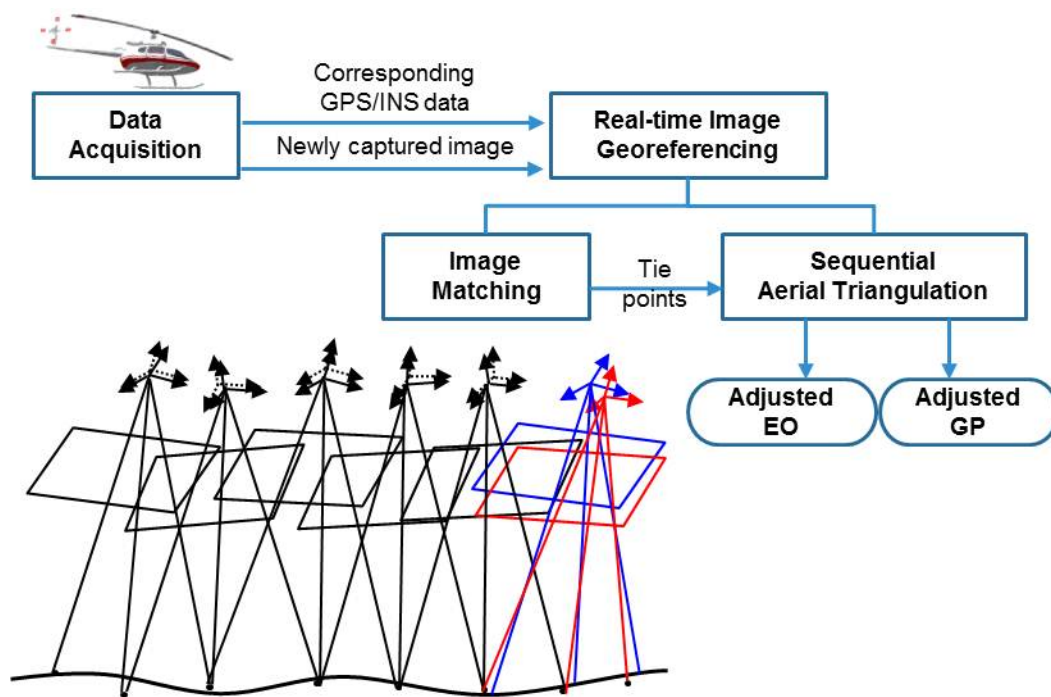 Corresponding
GPS/INS data
Data
Acquisition
Newly captured image
Real-time Image
Georeferencing
Image
Matching
Tie
points
Sequential
Aerial Triangulation
Adjusted
EO
Adjusted
GP